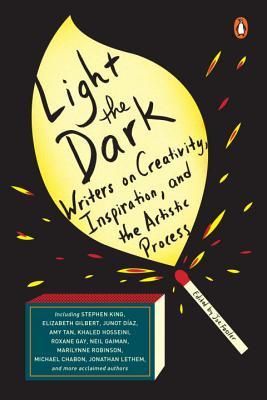 Light
the
Dark
Writers on Creativity,
Inspiration, and
the Artistic
Process
Edited by Joe Fassler
Including STEPHEN KING,
ELIZABETH GILBERT, JUNOT DÍAZ,
AMY TAN, KHALED HOSSEINI,
ROXANE GAY, NEIL GAIMAN,
MARILYNNE ROBINSON,
MICHAEL CHABON, JONATHAN LETHEM,
and more acclaimed authors